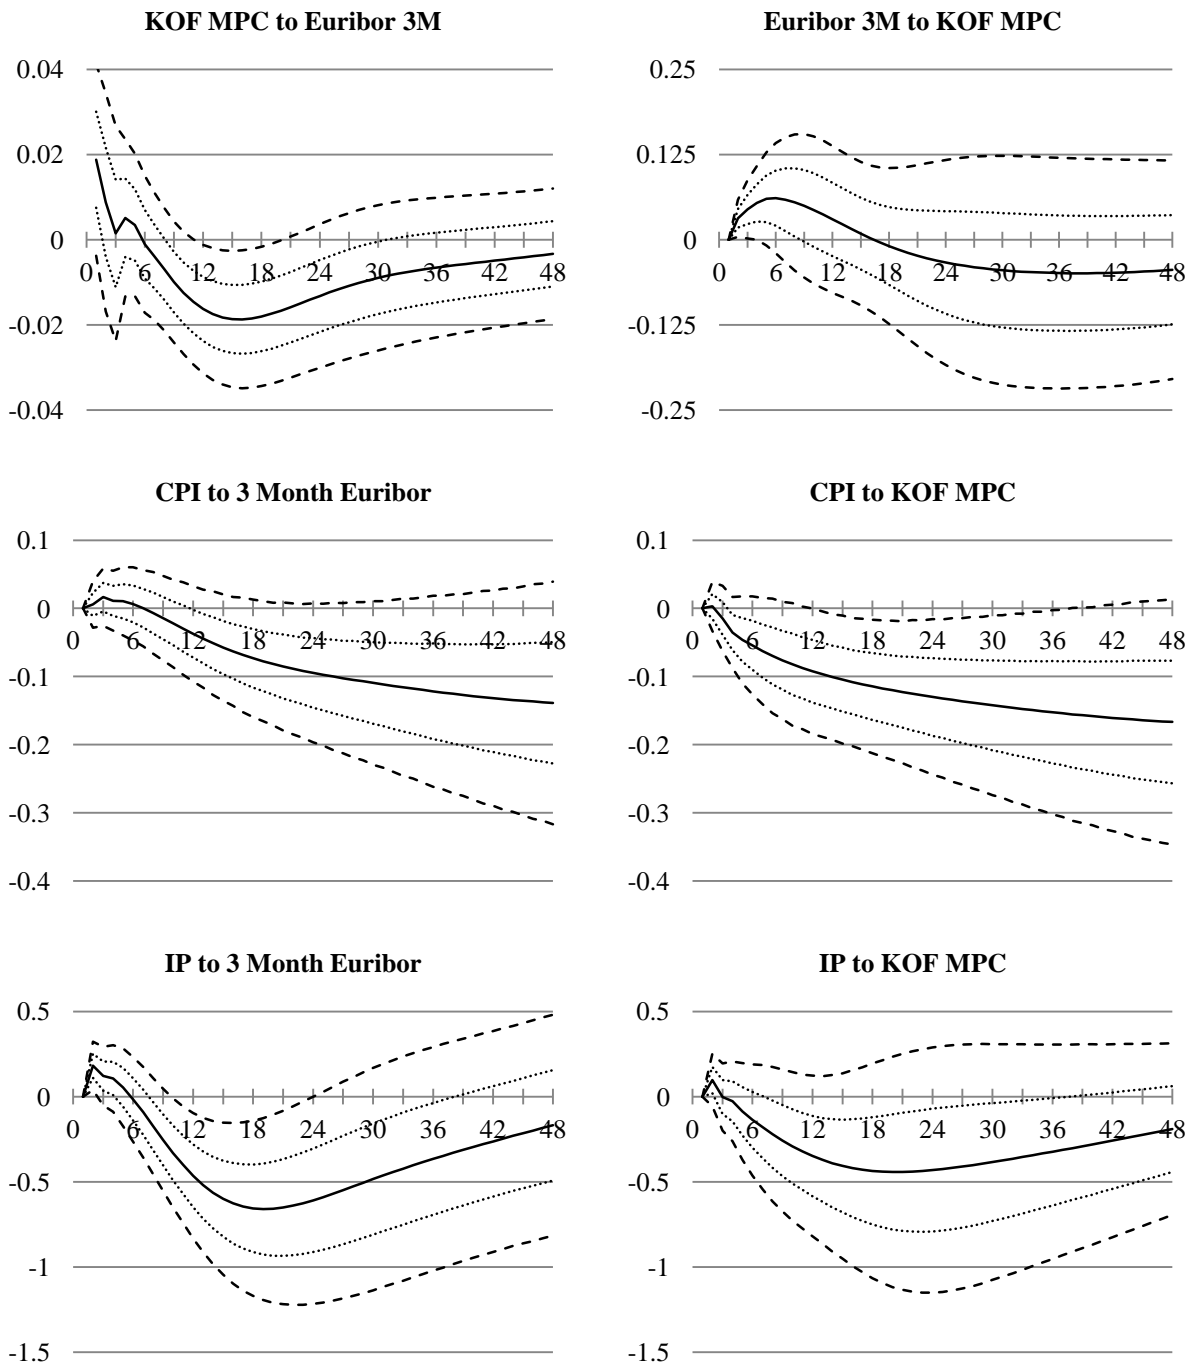 KOF MPC to Euribor 3M
0.04
0.02
0
-0.02
-0.04
0 6 12 18 24 30 36 42 48
Euribor 3M to KOF MPC
0.25
0.125
0
-0.125
-0.25
0 6 12 18 24 30 36 42 48
CPI to 3 Month Euribor
0.1
0
-0.1
-0.2
-0.3
-0.4
0 6 12 18 24 30 36 42 48
CPI to KOF MPC
0.1
0
-0.1
-0.2
-0.3
-0.4
0 6 12 18 24 30 36 42 48
IP to 3 Month Euribor
0.5
0
-0.5
-1
-1.5
0 6 12 18 24 30 36 42 48
IP to KOF MPC
0.5
0
-0.5
-1
-1.5
0 6 12 18 24 30 36 42 48